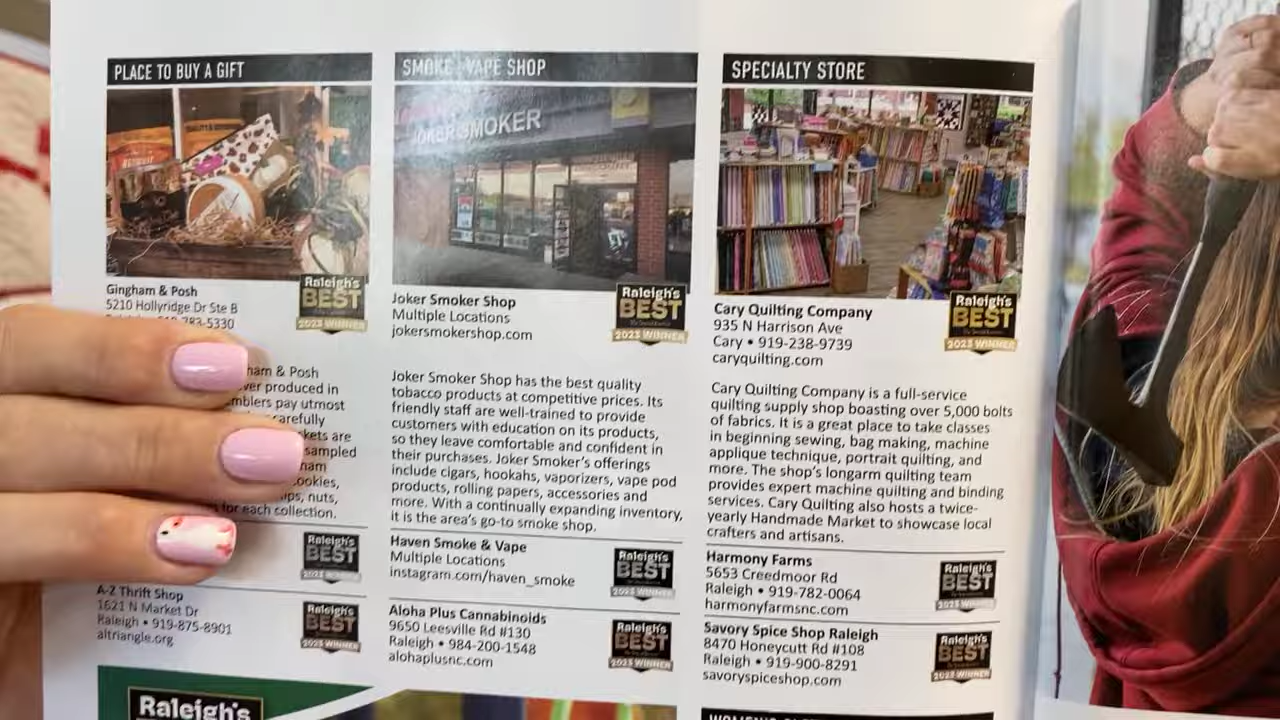 PLACE TO BUY A GIFT
Gingham & Posh
5210 Hollyridge Dr Ste B
783-5330
Raleigh's
BEST
2023 WINNER
ham & Posh
ver produced in
mblers pay utmost
arefully
kets are
sampled
ham
ookies,
ips, nuts,
for each collection.
Raleigh's
BEST
2023 WINNER
A-Z Thrift Shop
1621 N Market Dr
Raleigh • 919-875-8901
altriangle.org
Raleigh's
BEST
2023 WINNER
Raleigh's
SMOKE VAPE SHOP
JOKER SMOKER
Joker Smoker Shop
Multiple Locations
jokersmokershop.com
Raleigh's
BEST
2023 WINNER
Joker Smoker Shop has the best quality
tobacco products at competitive prices. Its
friendly staff are well-trained to provide
customers with education on its products,
so they leave comfortable and confident in
their purchases. Joker Smoker's offerings
include cigars, hookahs, vaporizers, vape pod
products, rolling papers, accessories and
more. With a continually expanding inventory,
it is the area's go-to smoke shop.
Haven Smoke & Vape
Multiple Locations
instagram.com/haven_smoke
Raleigh's
BEST
2023 WINNER
Aloha Plus Cannabinoids
9650 Leesville Rd #130
Raleigh • 984-200-1548
alohaplusnc.com
Raleigh's
BEST
2023 WINNER
SPECIALTY STORE
Cary Quilting Company
935 N Harrison Ave
Cary • 919-238-9739
caryquilting.com
Raleigh's
BEST
2023 WINNER
Cary Quilting Company is a full-service
quilting supply shop boasting over 5,000 bolts
of fabrics. It is a great place to take classes
in beginning sewing, bag making, machine
applique technique, portrait quilting, and
more. The shop's longarm quilting team
provides expert machine quilting and binding
services. Cary Quilting also hosts a twice-
yearly Handmade Market to showcase local
crafters and artisans.
Harmony Farms
5653 Creedmoor Rd
Raleigh • 919-782-0064
harmonyfarmsnc.com
Raleigh's
BEST
2023 WINNER
Savory Spice Shop Raleigh
8470 Honeycutt Rd #108
Raleigh • 919-900-8291
savoryspiceshop.com
Raleigh's
BEST
2023 WINNER